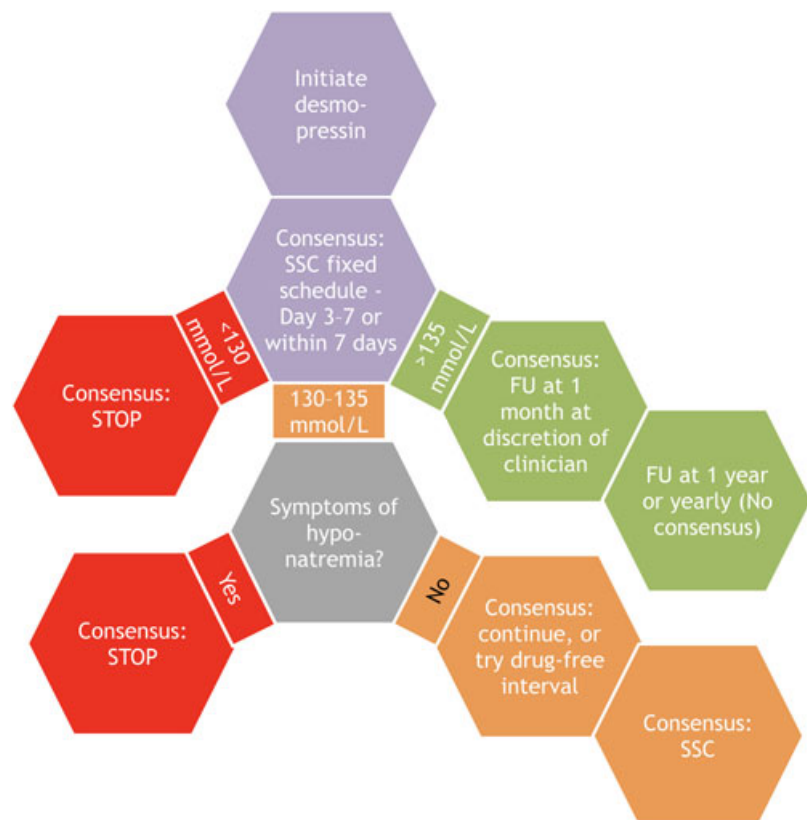 Initiate
desmo-
pressin
Consensus:
SSC fixed
schedule -
Day 3-7 or
within 7 days
<130
mmol/L
>135
mmol/L
130-135
mmol/L
Consensus:
STOP
Consensus:
FU at 1
month at
discretion of
clinician
FU at 1 year
or yearly (No
consensus)
Symptoms of
hypo-
natremia?
Yes
No
Consensus:
STOP
Consensus:
continue, or
try drug-free
interval
Consensus:
SSC